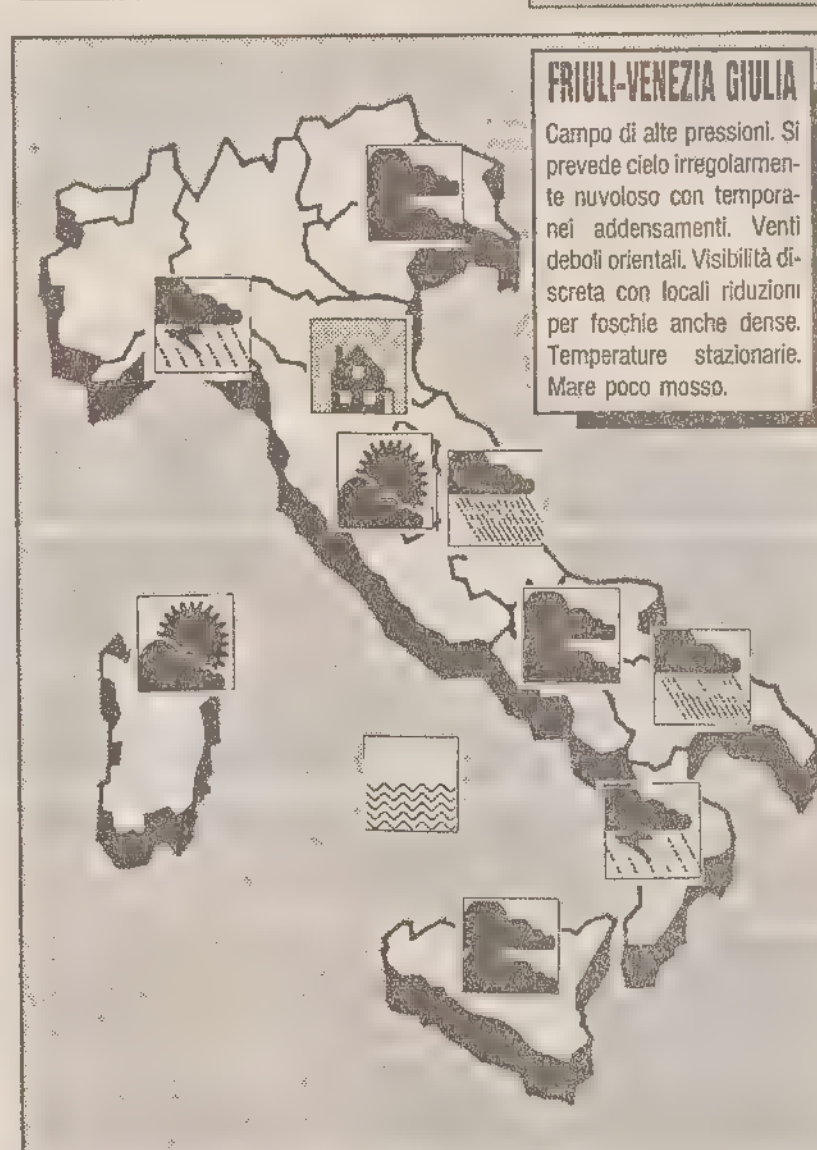 FRIULI-VENEZIA GIULIA
Campo di alte pressioni. Si
prevede cielo irregolarmen-
te nuvoloso con tempora-
nei addensamenti. Venti
deboli orientali. Visibilità di-
screta con locali riduzioni
per foschie anche dense.
Temperature stazionarie.
Mare poco mosso.